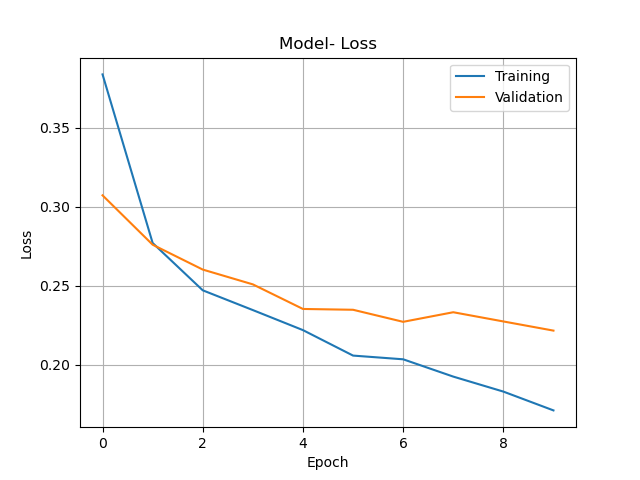 Model- Loss
Training
Validation
0.35
0.30
0.25
0.20
Loss
0 2 4 6 8
Epoch